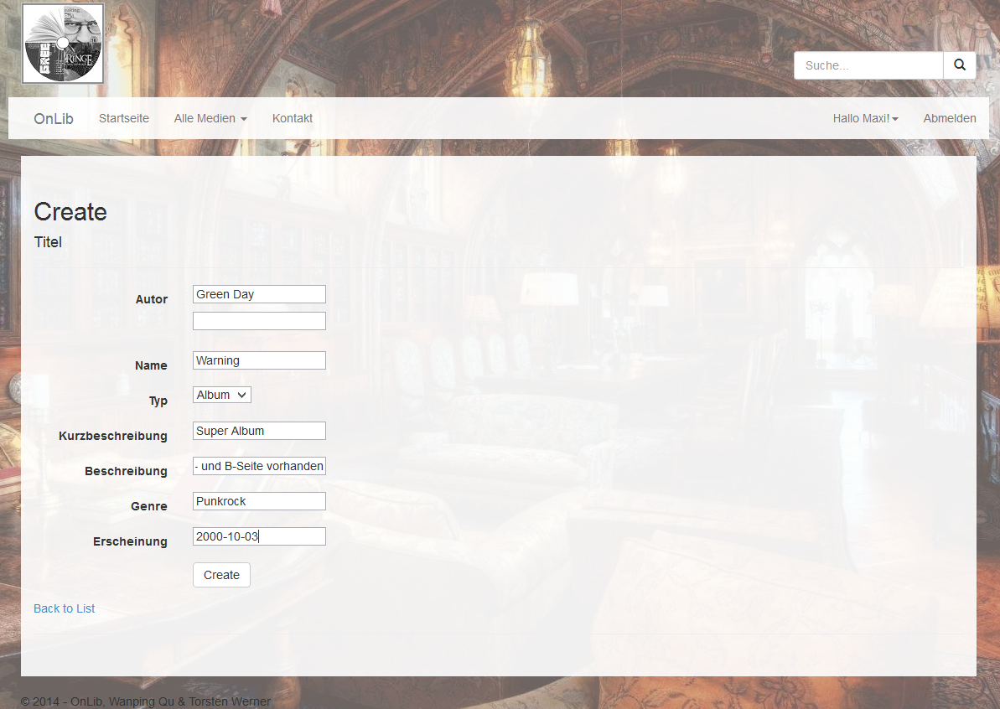 GREE
RINGE
Suche...
OnLib Startseite Alle Medien Kontakt Hallo Maxi! Abmelden
Create
Titel
Autor Green Day
Name Warning
Typ Album
Kurzbeschreibung Super Album
Beschreibung - und B-Seite vorhanden
Genre Punkrock
Erscheinung 2000-10-03
Create
Back to List
© 2014 - OnLib, Wanping Qu & Torsten Werner